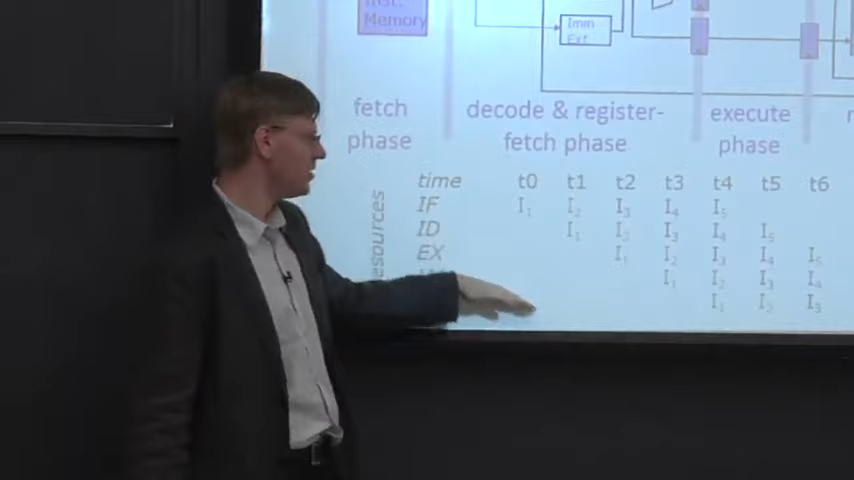 Inst.
Memory
Imm
Ext
fetch
phase
decode & register-
fetch phase
execute
phase
time t0 t1 t2 t3 t4 t5 t6
IF I₁ I₂ I₃ I₄ I₅
ID I₁ I₂ I₃ I₄ I₅
EX I₁ I₂ I₃ I₄ I₅
I₁ I₂ I₃ I₄
I₁ I₂ I₃